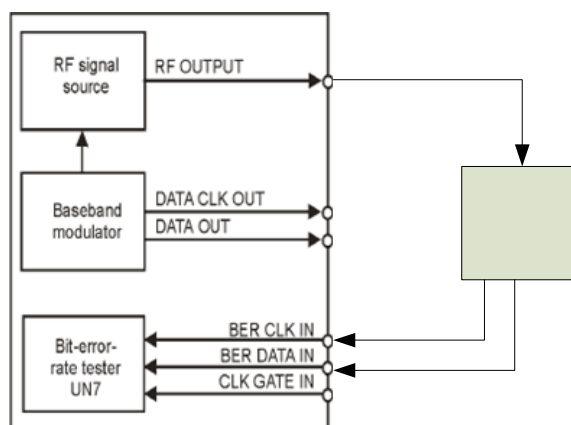 RF signal
source
RF OUTPUT
Baseband
modulator
DATA CLK OUT
DATA OUT
Bit-error-
rate tester
UN7
BER CLK IN
BER DATA IN
CLK GATE IN